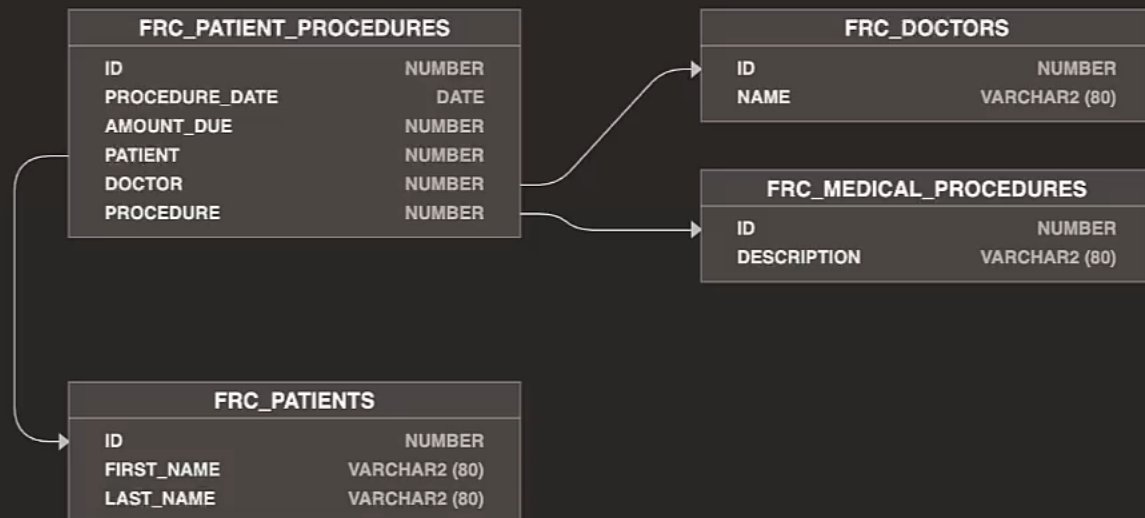 FRC_PATIENT_PROCEDURES
ID NUMBER
PROCEDURE_DATE DATE
AMOUNT_DUE NUMBER
PATIENT NUMBER
DOCTOR NUMBER
PROCEDURE NUMBER
FRC_DOCTORS
ID NUMBER
NAME VARCHAR2 (80)
FRC_MEDICAL_PROCEDURES
ID NUMBER
DESCRIPTION VARCHAR2 (80)
FRC_PATIENTS
ID NUMBER
FIRST_NAME VARCHAR2 (80)
LAST_NAME VARCHAR2 (80)